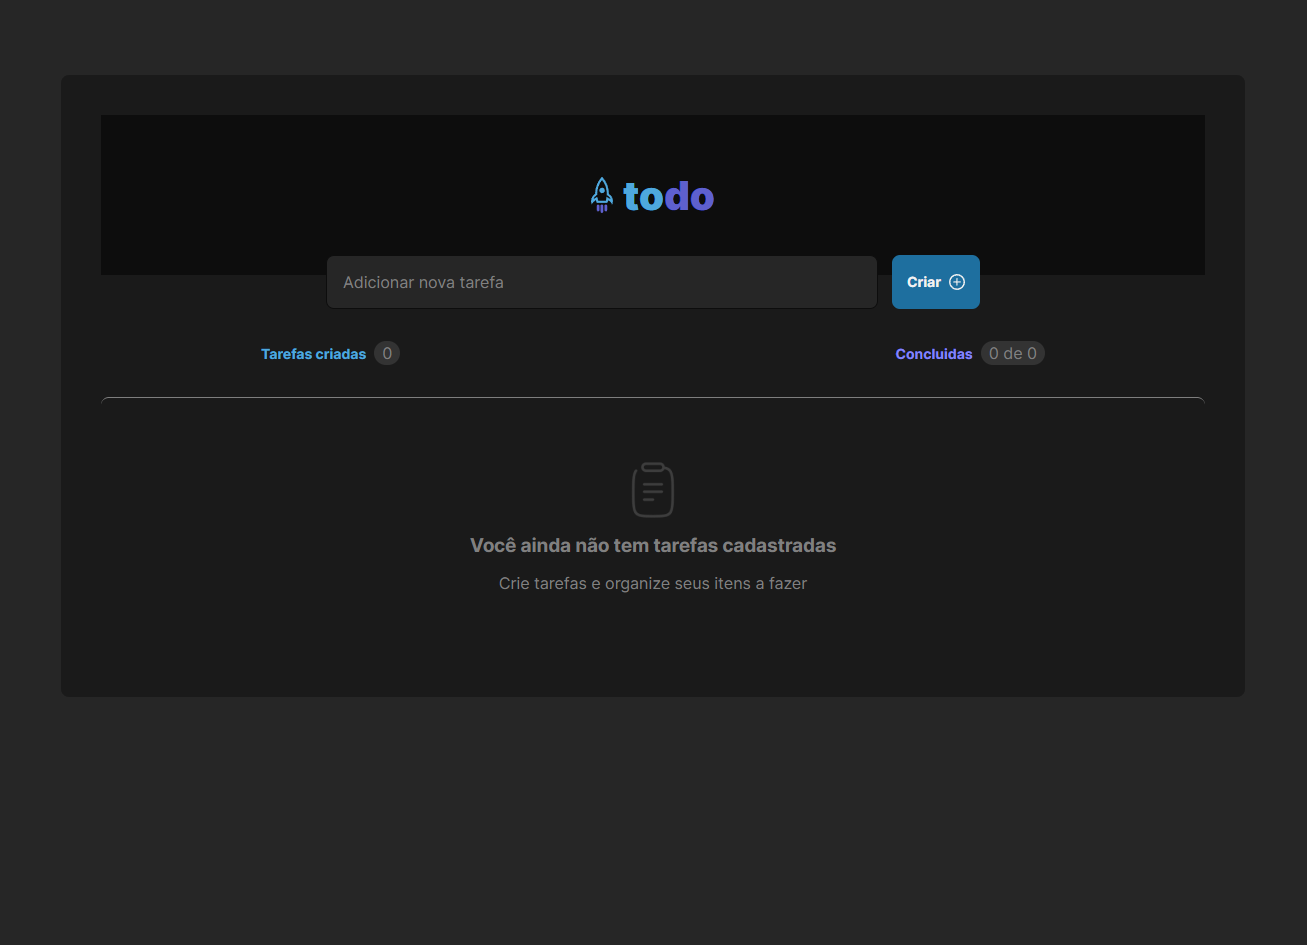 todo
Adicionar nova tarefa
Criar
Tarefas criadas 0
Concluidas 0 de 0
Você ainda não tem tarefas cadastradas
Crie tarefas e organize seus itens a fazer